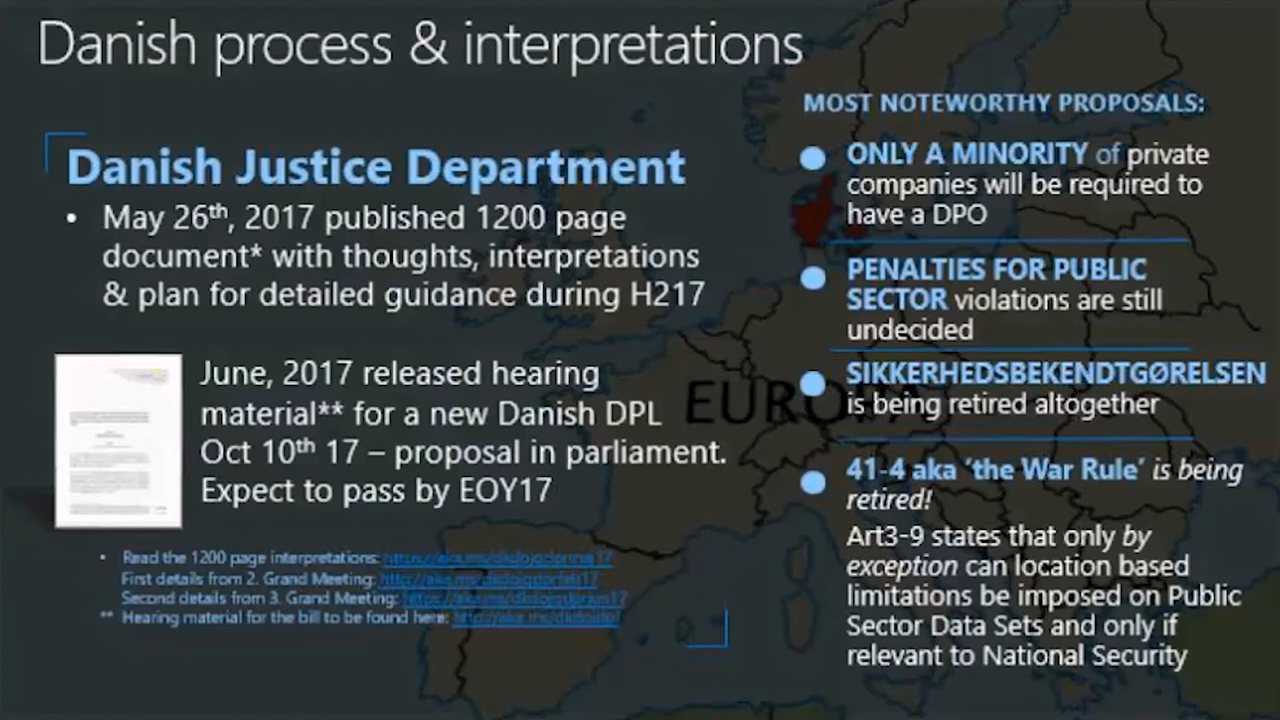 Danish process & interpretations
Danish Justice Department
• May 26th, 2017 published 1200 page
document* with thoughts, interpretations
& plan for detailed guidance during H217
June, 2017 released hearing
material** for a new Danish DPL
Oct 10th 17 – proposal in parliament.
Expect to pass by EOY17
• Read the 1200 page interpretations:
First details from 2. Grand Meeting:
Second details from 3. Grand Meeting:
** Hearing material for the bill to be found here:
MOST NOTEWORTHY PROPOSALS:
ONLY A MINORITY of private
companies will be required to
have a DPO
PENALTIES FOR PUBLIC
SECTOR violations are still
undecided
SIKKERHEDSBEKENDTGØRELSEN
is being retired altogether
41-4 aka ‘the War Rule’ is being
retired!
Art3-9 states that only by
exception can location based
limitations be imposed on Public
Sector Data Sets and only if
relevant to National Security